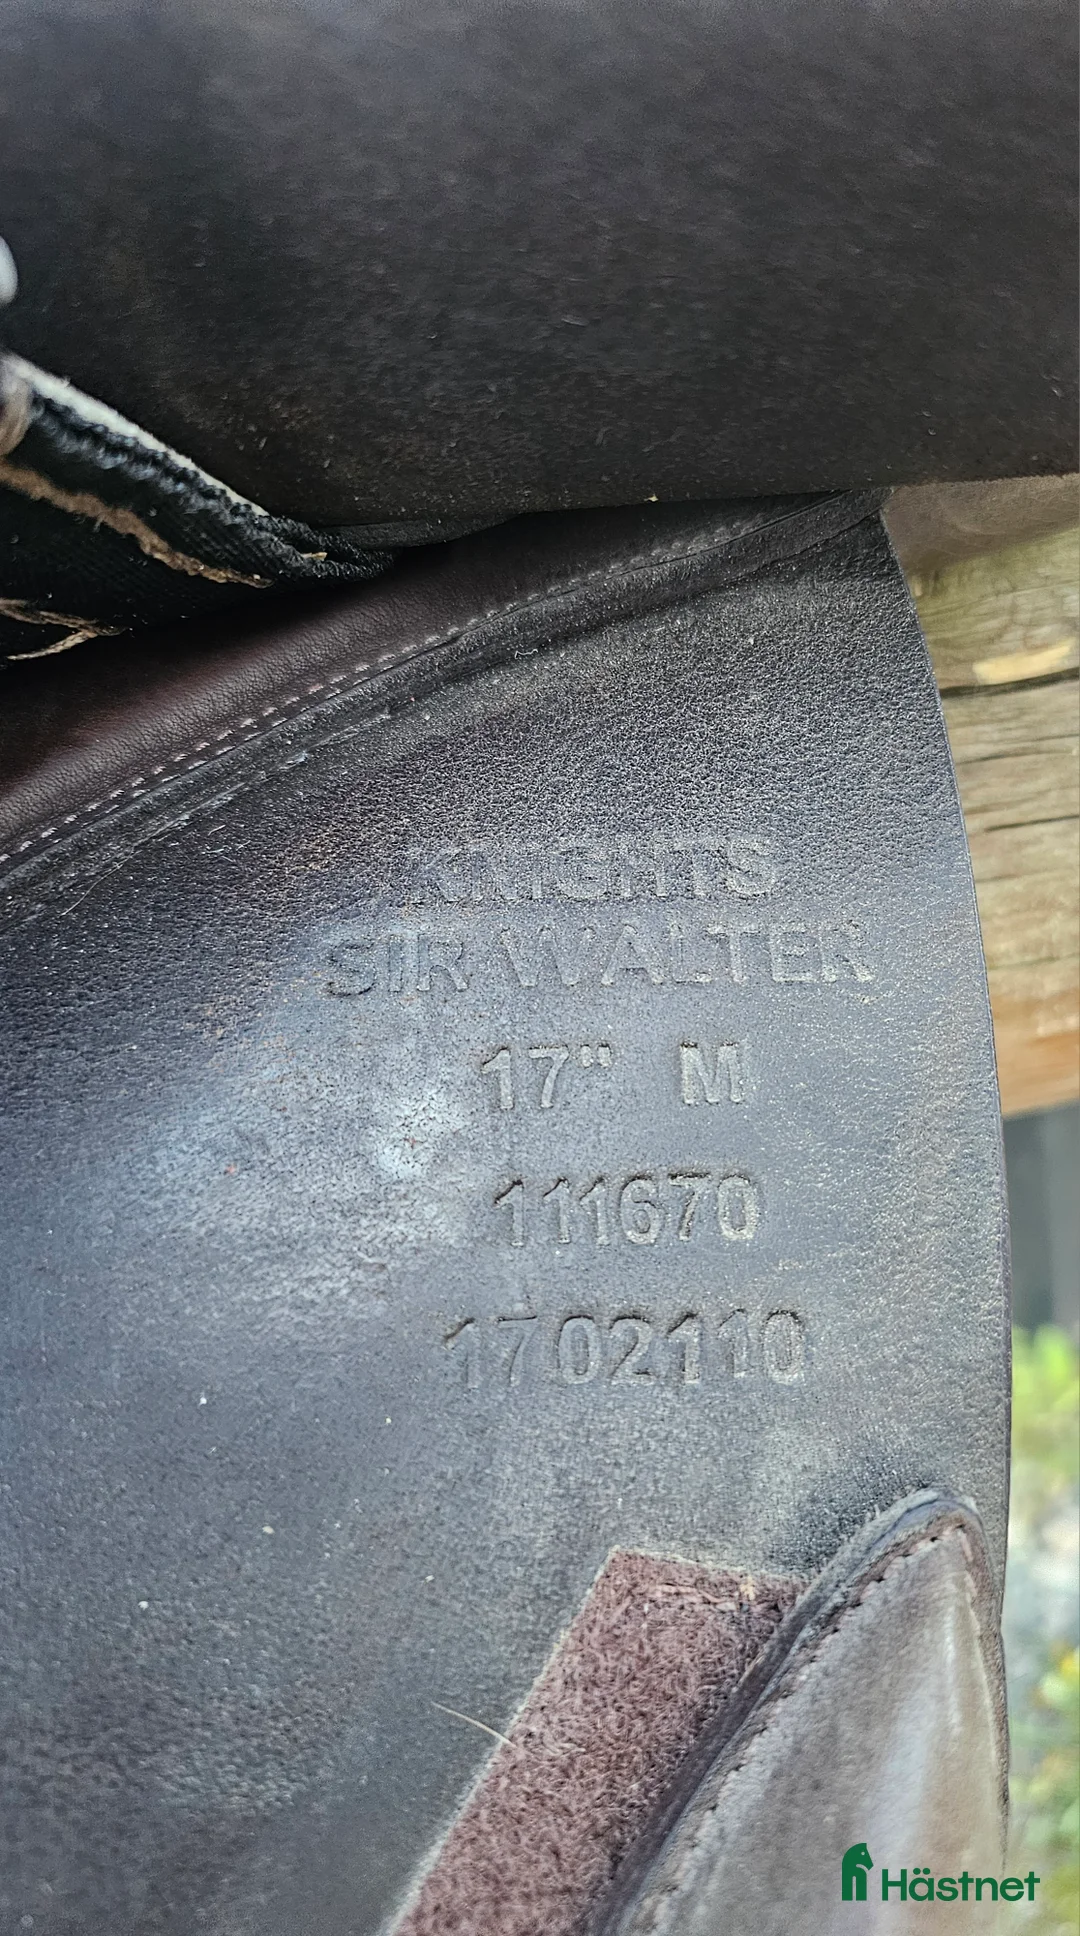 KNIGHTS
SIR WALTER
17" M
111670
1702110
Hästnet